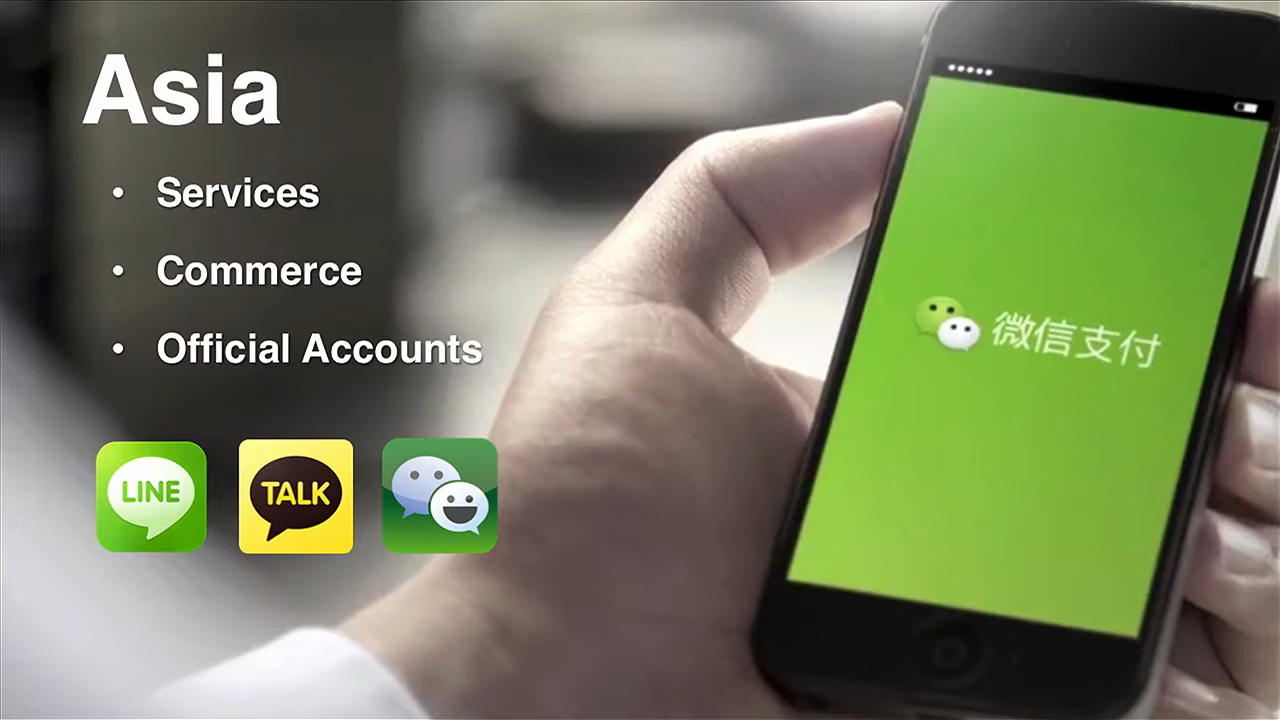 Asia
• Services
• Commerce
• Official Accounts
LINE
TALK
微信支付